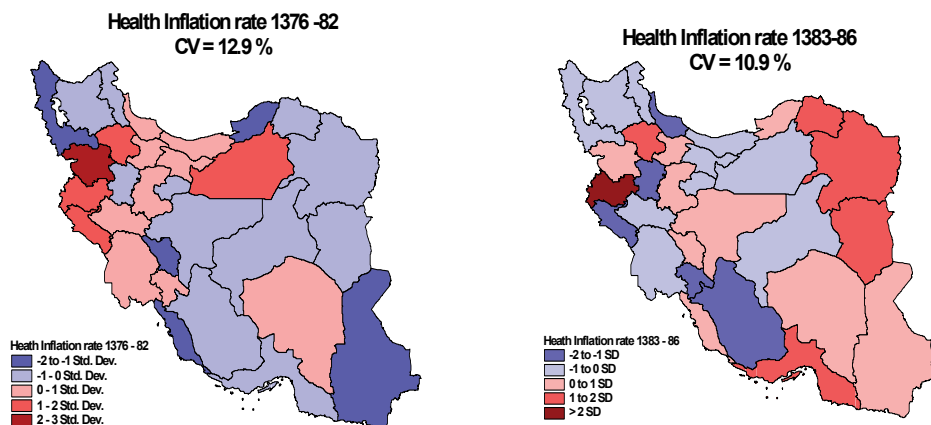 Health Inflation rate 1376 -82
CV = 12.9 %
Heath Inflation rate 1376 - 82
-2 to -1 Std. Dev.
-1 - 0 Std. Dev.
0 - 1 Std. Dev.
1 - 2 Std. Dev.
2 - 3 Std. Dev.
Health Inflation rate 1383-86
CV = 10.9 %
Heath Inflation rate 1383 - 86
-2 to -1 SD
-1 to 0 SD
0 to 1 SD
1 to 2 SD
> 2 SD